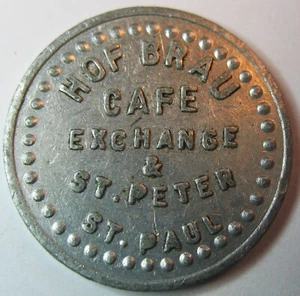 HOF BRAU
CAFE
EXCHANGE
&
ST. PETER
ST. PAUL